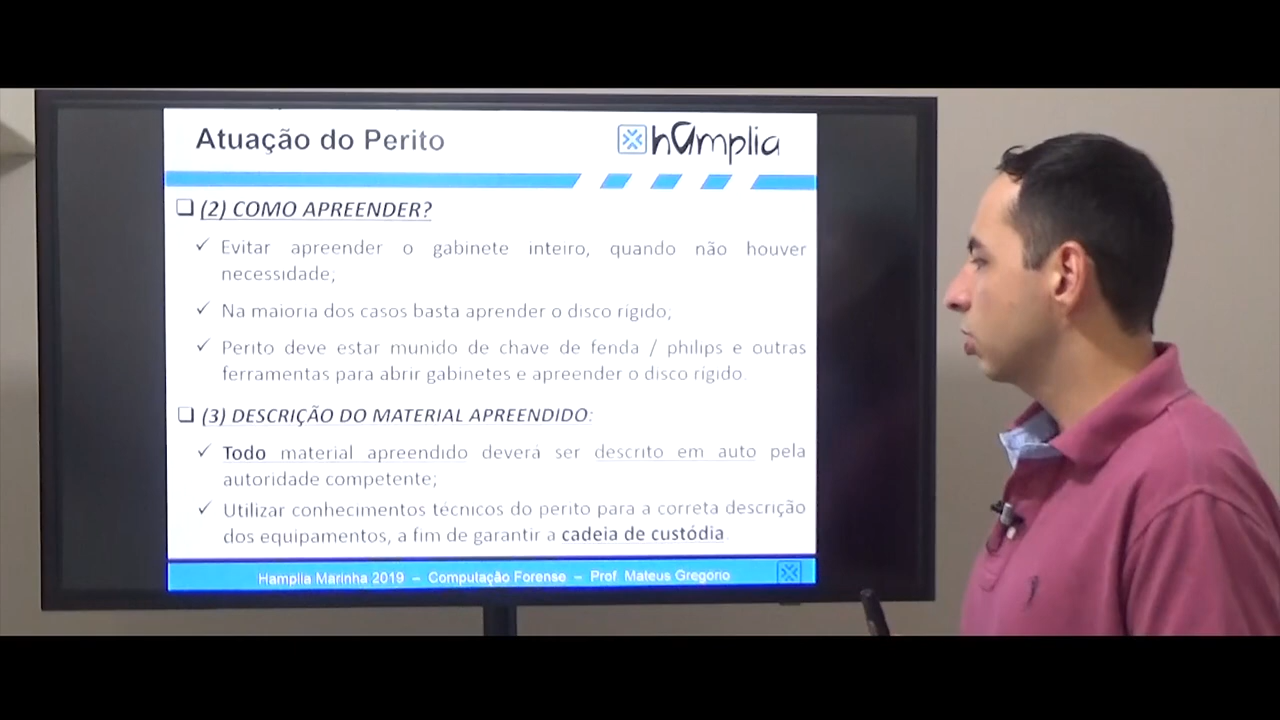 Atuação do Perito
hamplia
(2) COMO APREENDER?
Evitar apreender o gabinete inteiro, quando não houver
necessidade;
Na maioria dos casos basta aprender o disco rígido,
Perito deve estar munido de chave de fenda / philips e outras
ferramentas para abrir gabinetes e apreender o disco rígido.
(3) DESCRIÇÃO DO MATERIAL APREENDIDO:
Todo material apreendido deverá ser descrito em auto pela
autoridade competente;
Utilizar conhecimentos técnicos do perito para a correta descrição
dos equipamentos, a fim de garantir a cadeia de custódia.
Hamplia Marinha 2019 – Computação Forense – Prof. Mateus Gregório